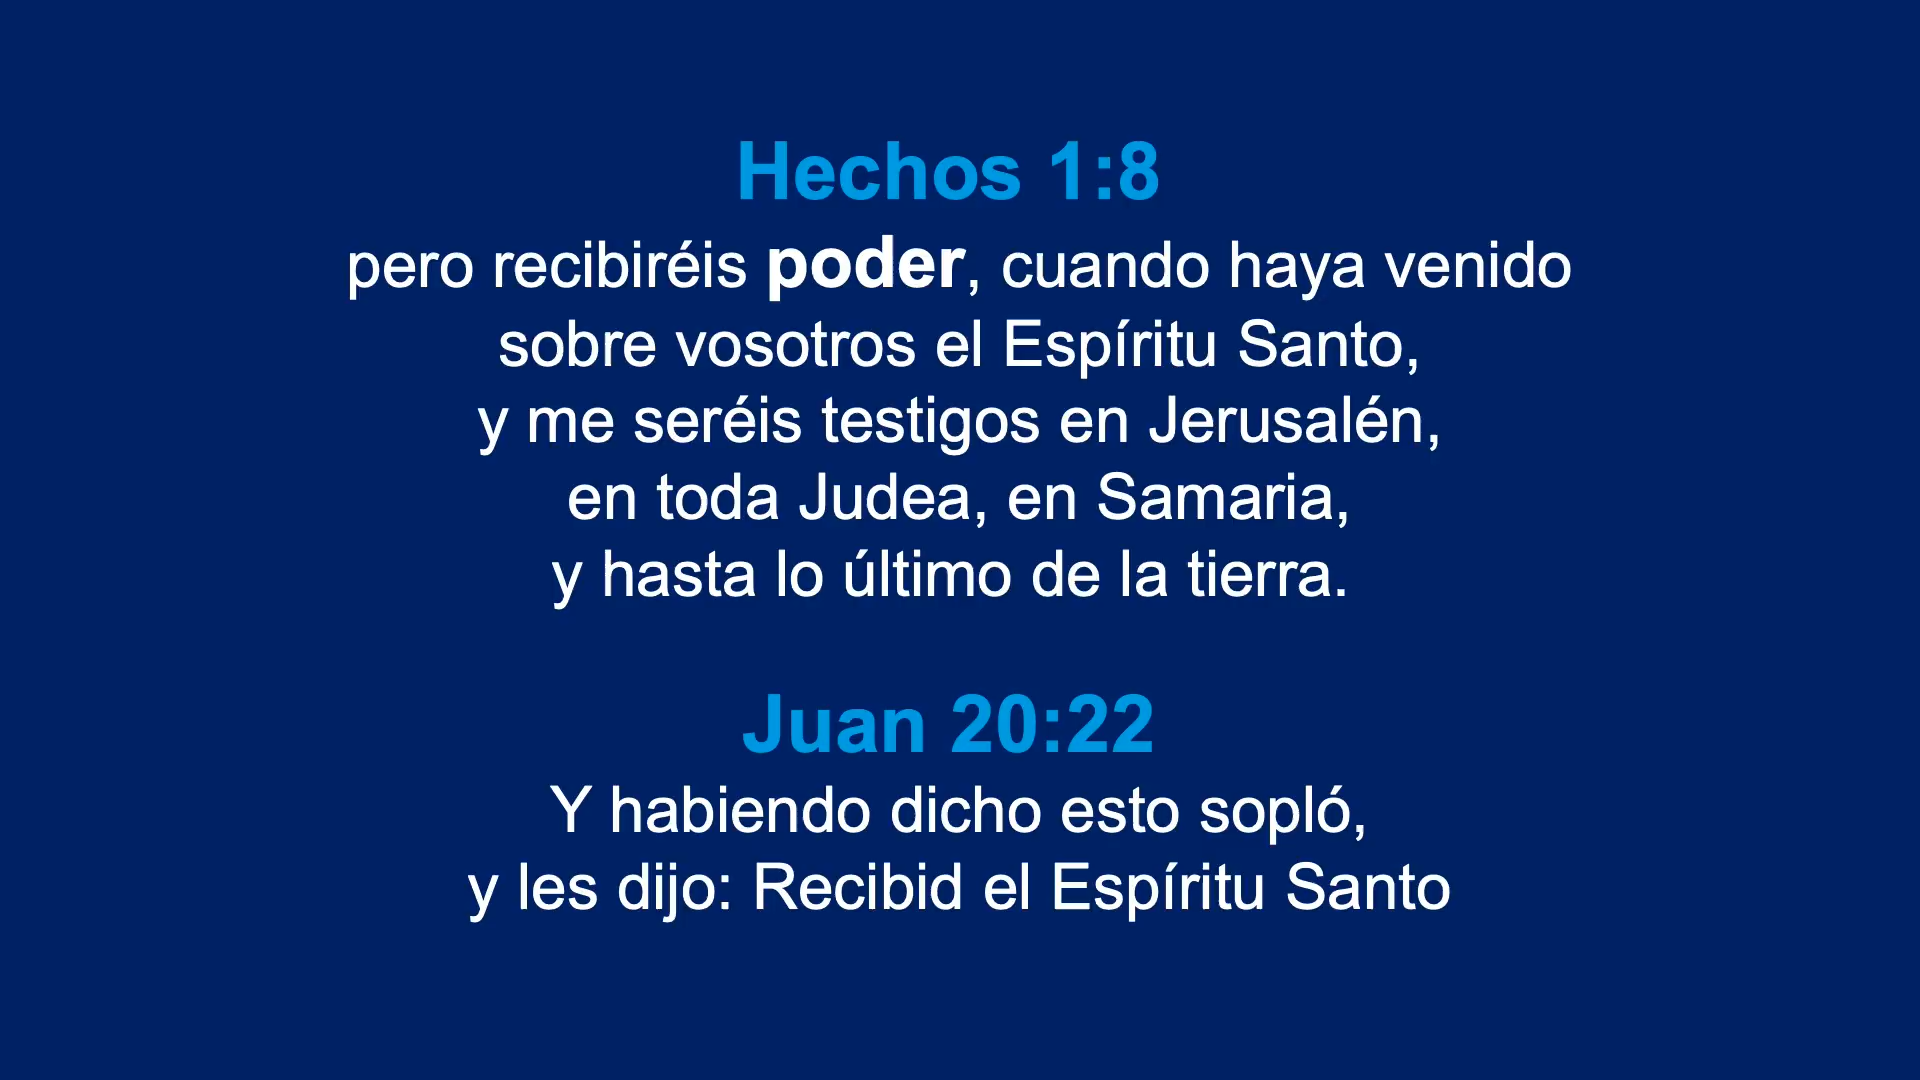 Hechos 1:8
pero recibiréis poder, cuando haya venido
sobre vosotros el Espíritu Santo,
y me seréis testigos en Jerusalén,
en toda Judea, en Samaria,
y hasta lo último de la tierra.
Juan 20:22
Y habiendo dicho esto sopló,
y les dijo: Recibid el Espíritu Santo